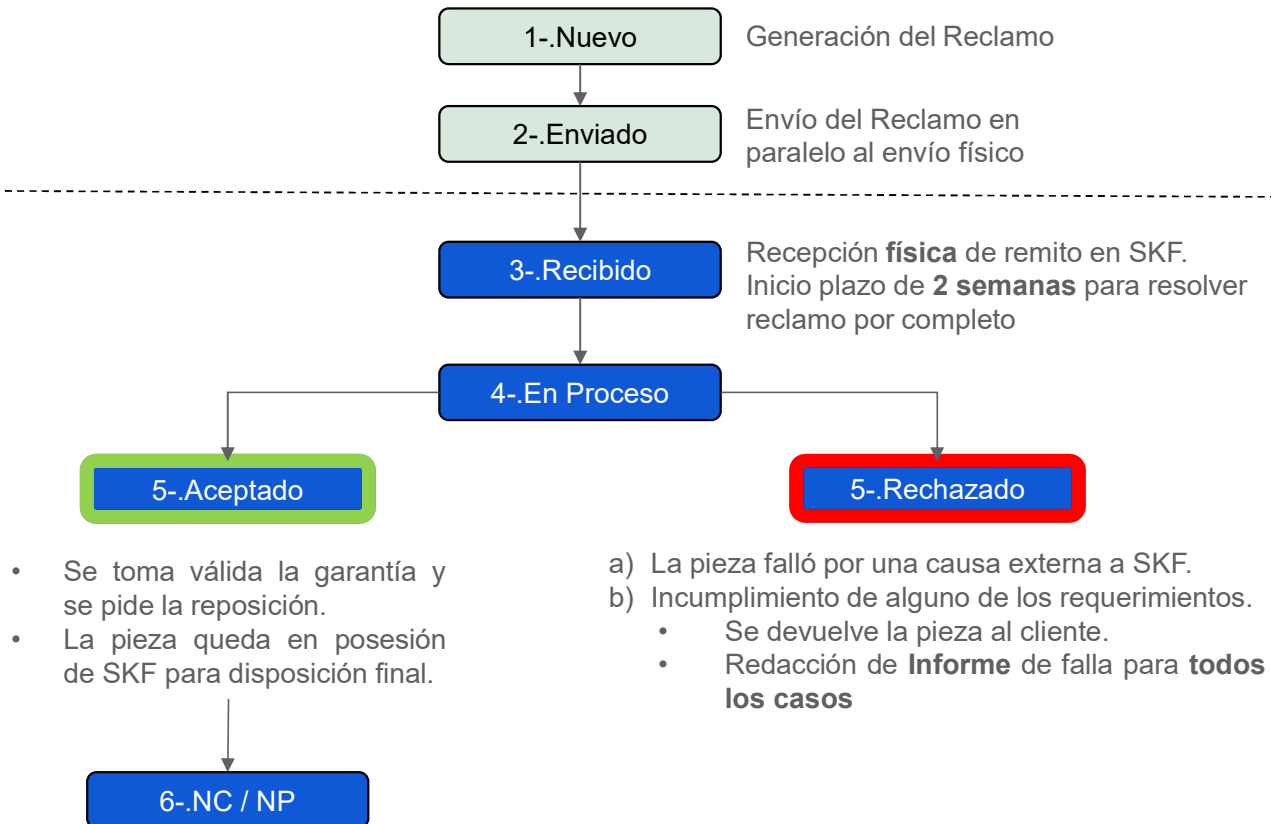 1-.Nuevo
Generación del Reclamo
2-.Enviado
Envío del Reclamo en
paralelo al envío físico
3-.Recibido
Recepción física de remito en SKF.
Inicio plazo de 2 semanas para resolver
reclamo por completo
4-.En Proceso
5-.Aceptado
5-.Rechazado
• Se toma válida la garantía y
se pide la reposición.
• La pieza queda en posesión
de SKF para disposición final.
a) La pieza falló por una causa externa a SKF.
b) Incumplimiento de alguno de los requerimientos.
• Se devuelve la pieza al cliente.
• Redacción de Informe de falla para todos
los casos
6-.NC / NP